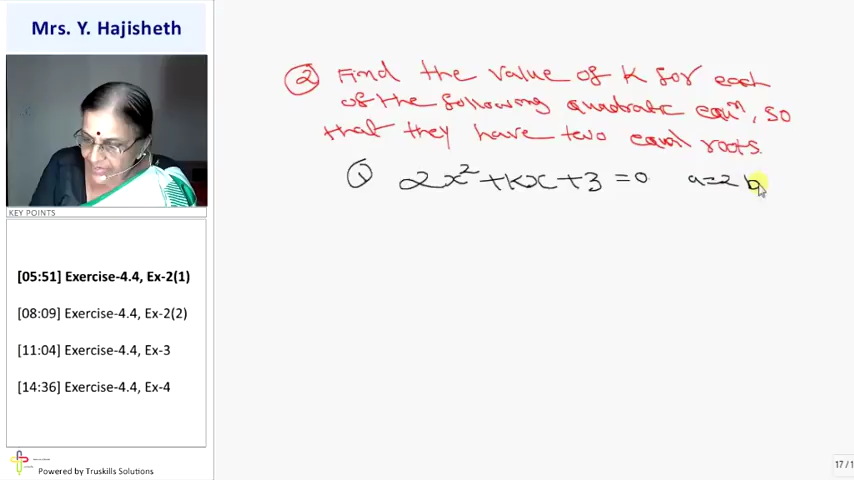 Mrs. Y. Hajisheth
KEY POINTS
[05:51] Exercise-4.4, Ex-2(1)
[08:09] Exercise-4.4, Ex-2(2)
[11:04] Exercise-4.4, Ex-3
[14:36] Exercise-4.4, Ex-4
Powered by Truskills Solutions
② Find the value of K for each
of the following quadratic equⁿ, so
that they have two equal roots.
① 2x² + Kx + 3 = 0 a=2 b
17/1